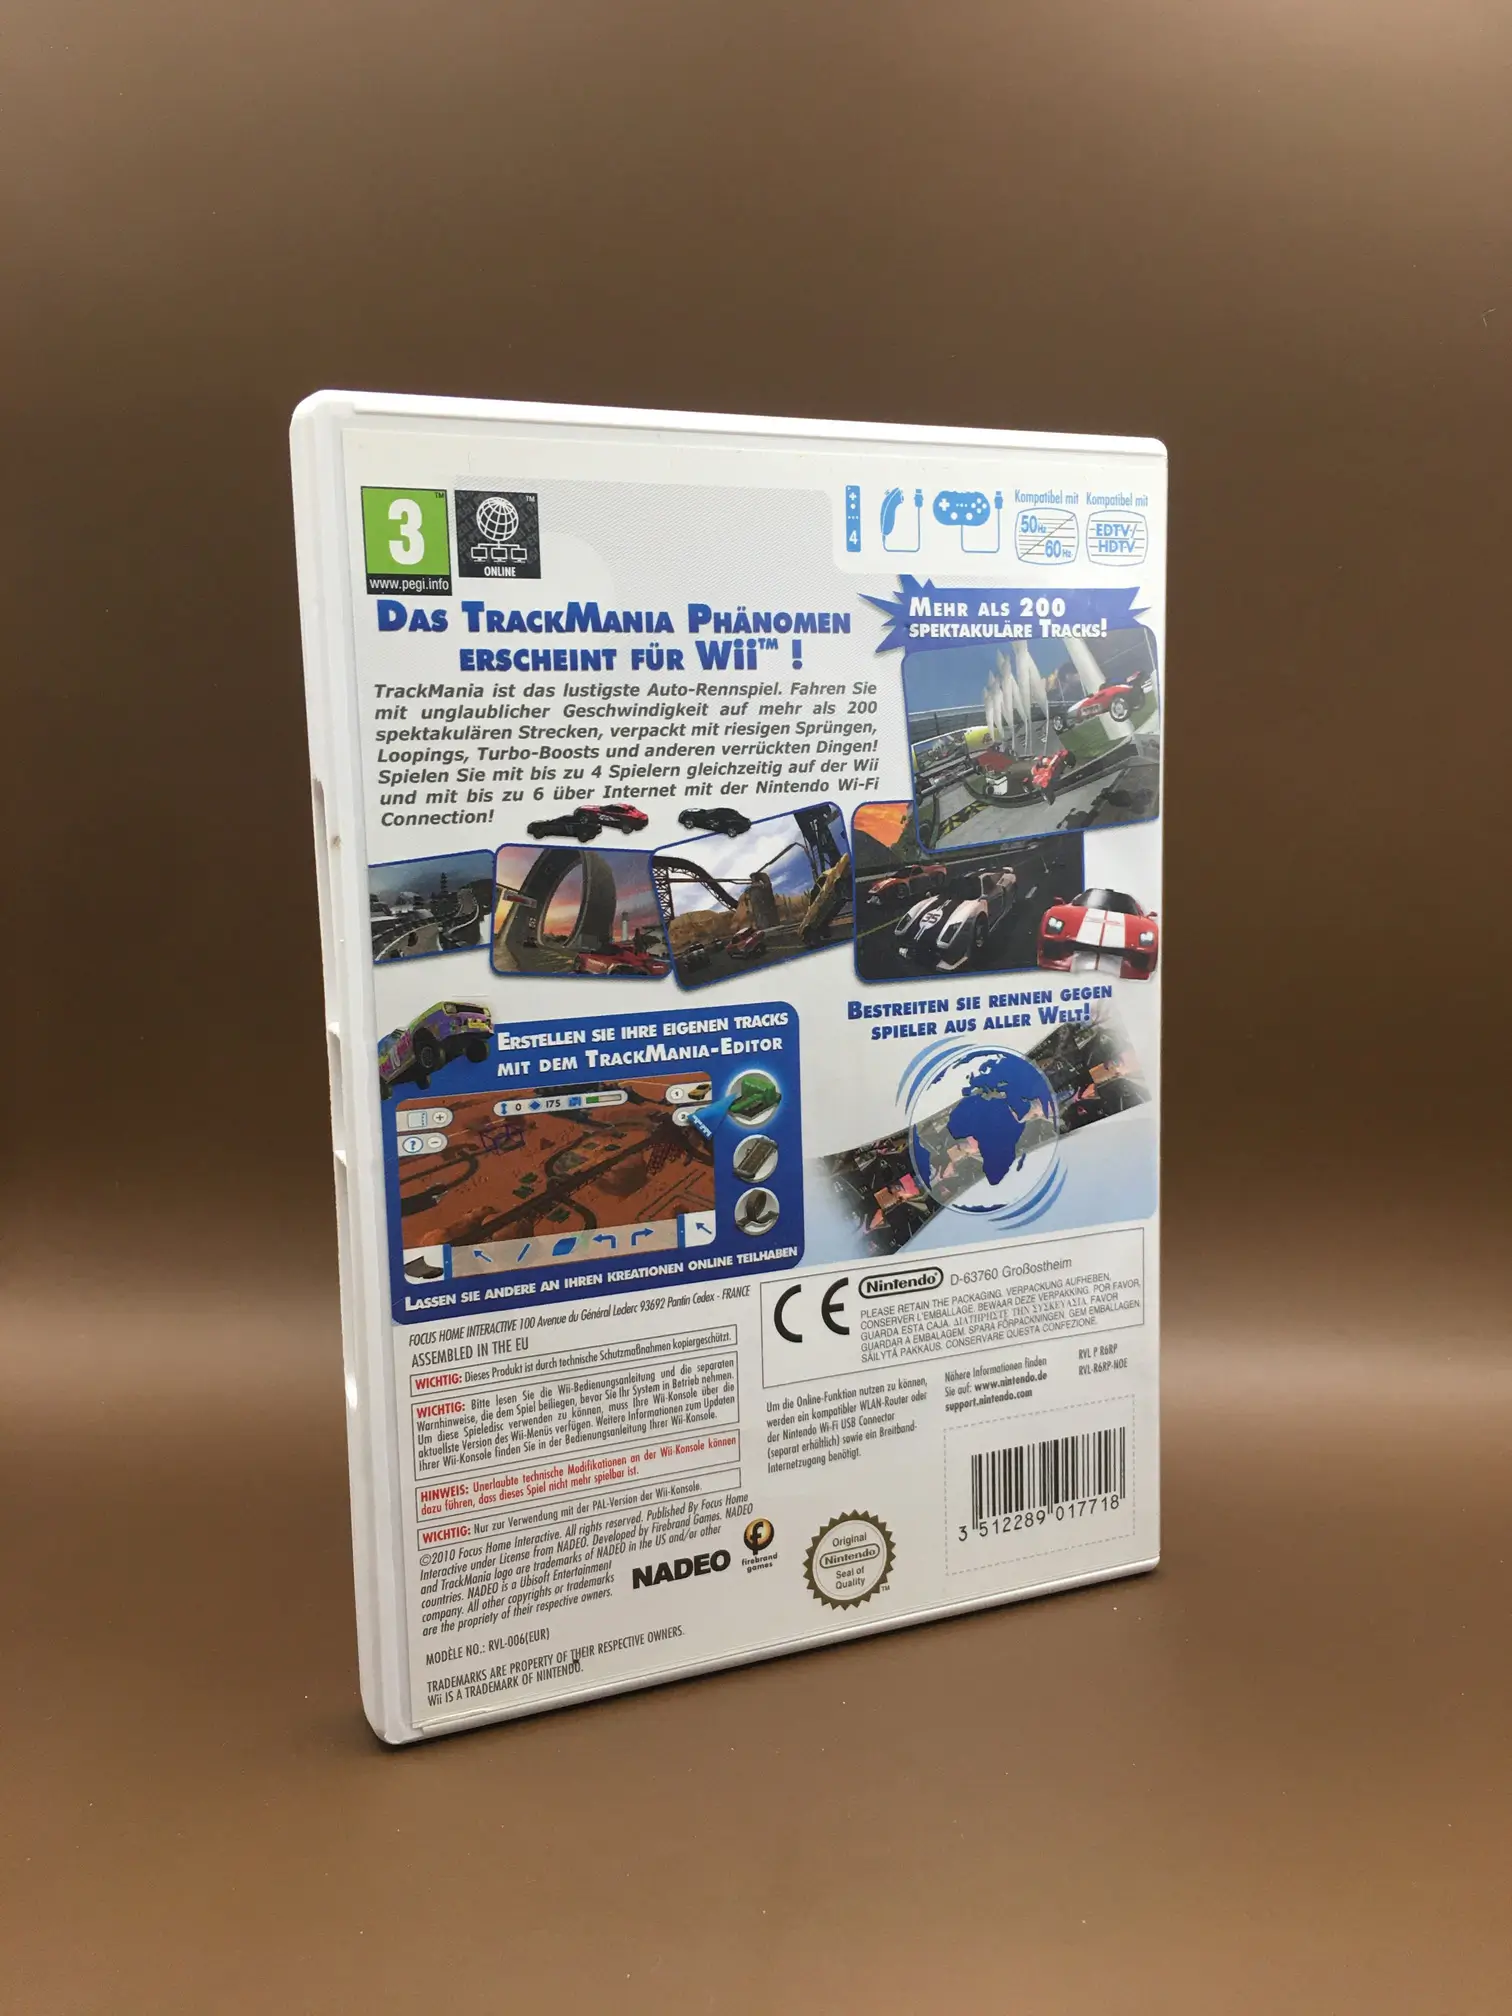 3
TM
www.pegi.info
TM
ONLINE
4
Kompatibel mit
50Hz
60Hz
Kompatibel mit
EDTV/
HDTV
DAS TRACKMANIA PHÄNOMEN
ERSCHEINT FÜR Wii™ !
TrackMania ist das lustigste Auto-Rennspiel. Fahren Sie
mit unglaublicher Geschwindigkeit auf mehr als 200
spektakulären Strecken, verpackt mit riesigen Sprüngen,
Loopings, Turbo-Boosts und anderen verrückten Dingen!
Spielen Sie mit bis zu 4 Spielern gleichzeitig auf der Wii
und mit bis zu 6 über Internet mit der Nintendo Wi-Fi
Connection!
MEHR ALS 200
SPEKTAKULÄRE TRACKS!
ERSTELLEN SIE IHRE EIGENEN TRACKS
MIT DEM TRACKMANIA-EDITOR
0 175
1
2
?
LASSEN SIE ANDERE AN IHREN KREATIONEN ONLINE TEILHABEN
BESTREITEN SIE RENNEN GEGEN
SPIELER AUS ALLER WELT!
FOCUS HOME INTERACTIVE 100 Avenue du Général Leclerc 93692 Pantin Cedex - FRANCE
ASSEMBLED IN THE EU
WICHTIG: Dieses Produkt ist durch technische Schutzmaßnahmen kopiergeschützt.
WICHTIG: Bitte lesen Sie die Wii-Bedienungsanleitung und die separaten
Warnhinweise, die dem Spiel beiliegen, bevor Sie Ihr System in Betrieb nehmen.
Um diese Spieledisc verwenden zu können, muss Ihre Wii-Konsole über die
aktuellste Version des Wii-Menüs verfügen. Weitere Informationen zum Updaten
Ihrer Wii-Konsole finden Sie in der Bedienungsanleitung Ihrer Wii-Konsole.
HINWEIS: Unerlaubte technische Modifikationen an der Wii-Konsole können
dazu führen, dass dieses Spiel nicht mehr spielbar ist.
WICHTIG: Nur zur Verwendung mit der PAL-Version der Wii-Konsole.
©2010 Focus Home Interactive. All rights reserved. Published By Focus Home
Interactive under License from NADEO. Developed by Firebrand Games. NADEO
and TrackMania logo are trademarks of NADEO in the US and/or other
countries. NADEO is a Ubisoft Entertainment
company. All other copyrights or trademarks
are the propriety of their respective owners.
NADEO
firebrand
games
MODÈLE NO.: RVL-006(EUR)
TRADEMARKS ARE PROPERTY OF THEIR RESPECTIVE OWNERS.
Wii IS A TRADEMARK OF NINTENDO.
CE
Nintendo
D-63760 Großostheim
PLEASE RETAIN THE PACKAGING. VERPACKUNG AUFHEBEN.
CONSERVER L'EMBALLAGE. BEWAAR DEZE VERPAKKING. POR FAVOR,
GUARDA ESTA CAJA. ΔΙΑΤΗΡΗΣΤΕ ΤΗΝ ΣΥΣΚΕΥΑΣΙΑ. FAVOR
GUARDAR A EMBALAGEM. SPARA FÖRPACKNINGEN. GEM EMBALLAGEN.
SÄILYTÄ PAKKAUS. CONSERVARE QUESTA CONFEZIONE.
Um die Online-Funktion nutzen zu können,
werden ein kompatibler WLAN-Router oder
der Nintendo Wi-Fi USB Connector
(separat erhältlich) sowie ein Breitband-
Internetzugang benötigt.
Nähere Informationen finden
Sie auf: www.nintendo.de
support.nintendo.com
RVL P R6RP
RVL-R6RP-NOE
Original
Nintendo
Seal of
Quality
TM
3 512289 017718